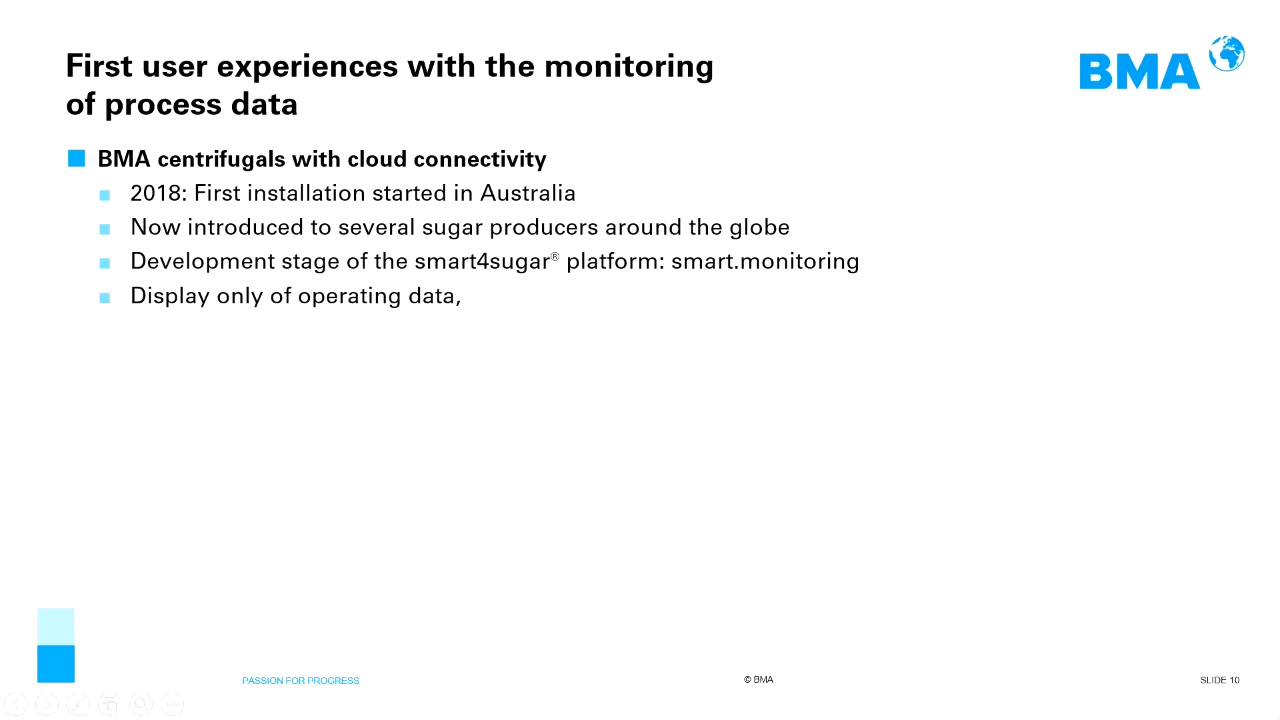 First user experiences with the monitoring
of process data
BMA
BMA centrifugals with cloud connectivity
2018: First installation started in Australia
Now introduced to several sugar producers around the globe
Development stage of the smart4sugar® platform: smart.monitoring
Display only of operating data,
PASSION FOR PROGRESS
© BMA
SLIDE 10